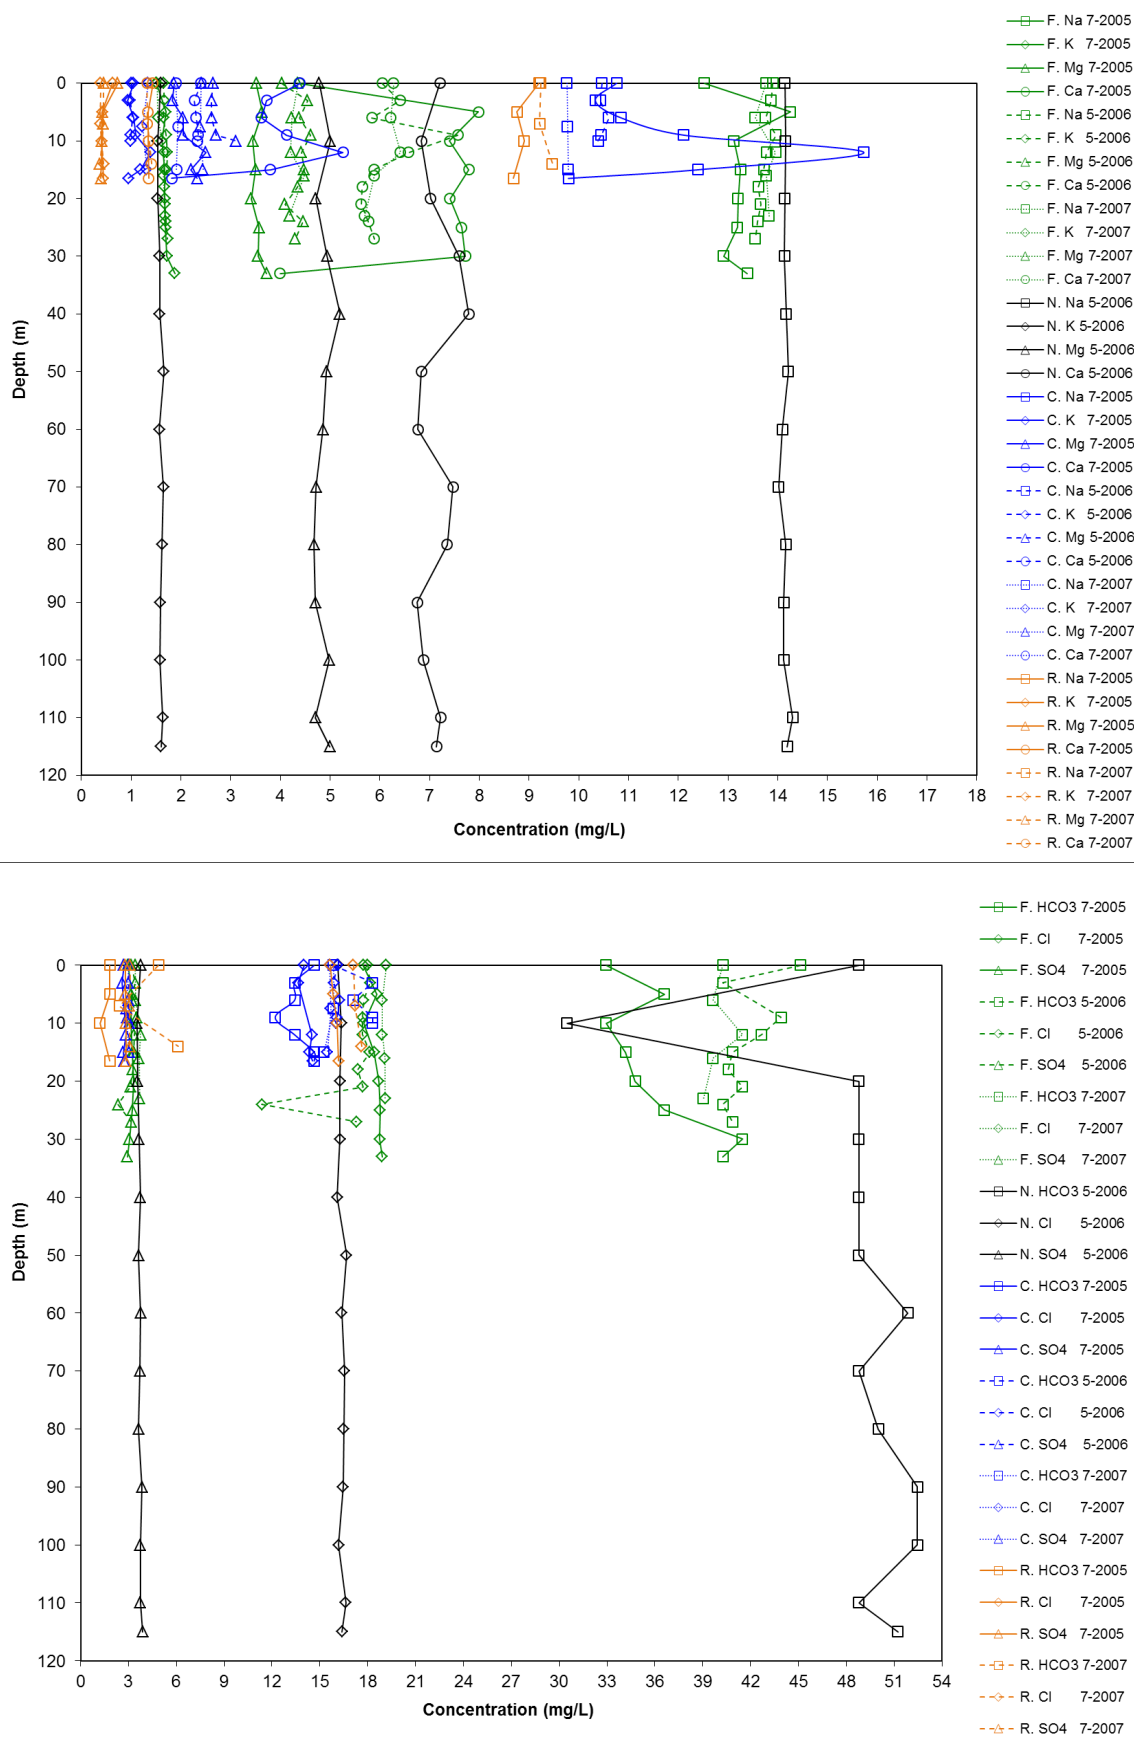 F. Na 7-2005
F. K 7-2005
F. Mg 7-2005
F. Ca 7-2005
F. Na 5-2006
F. K 5-2006
F. Mg 5-2006
F. Ca 5-2006
F. Na 7-2007
F. K 7-2007
F. Mg 7-2007
F. Ca 7-2007
N. Na 5-2006
N. K 5-2006
N. Mg 5-2006
N. Ca 5-2006
C. Na 7-2005
C. K 7-2005
C. Mg 7-2005
C. Ca 7-2005
C. Na 5-2006
C. K 5-2006
C. Mg 5-2006
C. Ca 5-2006
C. Na 7-2007
C. K 7-2007
C. Mg 7-2007
C. Ca 7-2007
R. Na 7-2005
R. K 7-2005
R. Mg 7-2005
R. Ca 7-2005
R. Na 7-2007
R. K 7-2007
R. Mg 7-2007
R. Ca 7-2007
0
10
20
30
40
50
60
70
80
90
100
110
120
Depth (m)
0 1 2 3 4 5 6 7 8 9 10 11 12 13 14 15 16 17 18
Concentration (mg/L)
F. HCO3 7-2005
F. Cl 7-2005
F. SO4 7-2005
F. HCO3 5-2006
F. Cl 5-2006
F. SO4 5-2006
F. HCO3 7-2007
F. Cl 7-2007
F. SO4 7-2007
N. HCO3 5-2006
N. Cl 5-2006
N. SO4 5-2006
C. HCO3 7-2005
C. Cl 7-2005
C. SO4 7-2005
C. HCO3 5-2006
C. Cl 5-2006
C. SO4 5-2006
C. HCO3 7-2007
C. Cl 7-2007
C. SO4 7-2007
R. HCO3 7-2005
R. Cl 7-2005
R. SO4 7-2005
R. HCO3 7-2007
R. Cl 7-2007
R. SO4 7-2007
0
10
20
30
40
50
60
70
80
90
100
110
120
Depth (m)
0 3 6 9 12 15 18 21 24 27 30 33 36 39 42 45 48 51 54
Concentration (mg/L)